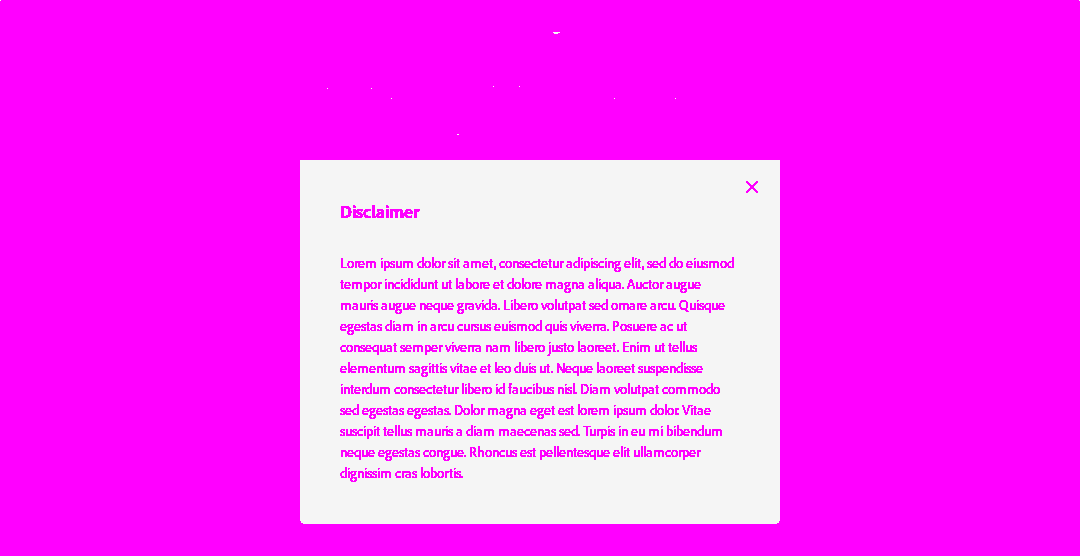 Disclaimer
Lorem ipsum dolor sit amet, consectetur adipiscing elit, sed do eiusmod
tempor incididunt ut labore et dolore magna aliqua. Auctor augue
mauris augue neque gravida. Libero volutpat sed ornare arcu. Quisque
egestas diam in arcu cursus euismod quis viverra. Posuere ac ut
consequat semper viverra nam libero justo laoreet. Enim ut tellus
elementum sagittis vitae et leo duis ut. Neque laoreet suspendisse
interdum consectetur libero id faucibus nisl. Diam volutpat commodo
sed egestas egestas. Dolor magna eget est lorem ipsum dolor. Vitae
suscipit tellus mauris a diam maecenas sed. Turpis in eu mi bibendum
neque egestas congue. Rhoncus est pellentesque elit ullamcorper
dignissim cras lobortis.